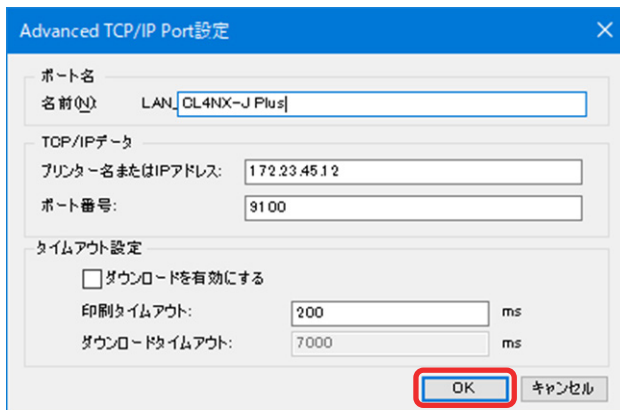 Advanced TCP/IP Port設定
ポート名
名前(N): LAN_ CL4NX-J Plus
TCP/IPデータ
プリンター名またはIPアドレス: 172.23.45.12
ポート番号: 9100
タイムアウト設定
ダウンロードを有効にする
印刷タイムアウト: 200 ms
ダウンロードタイムアウト: 7000 ms
OK キャンセル